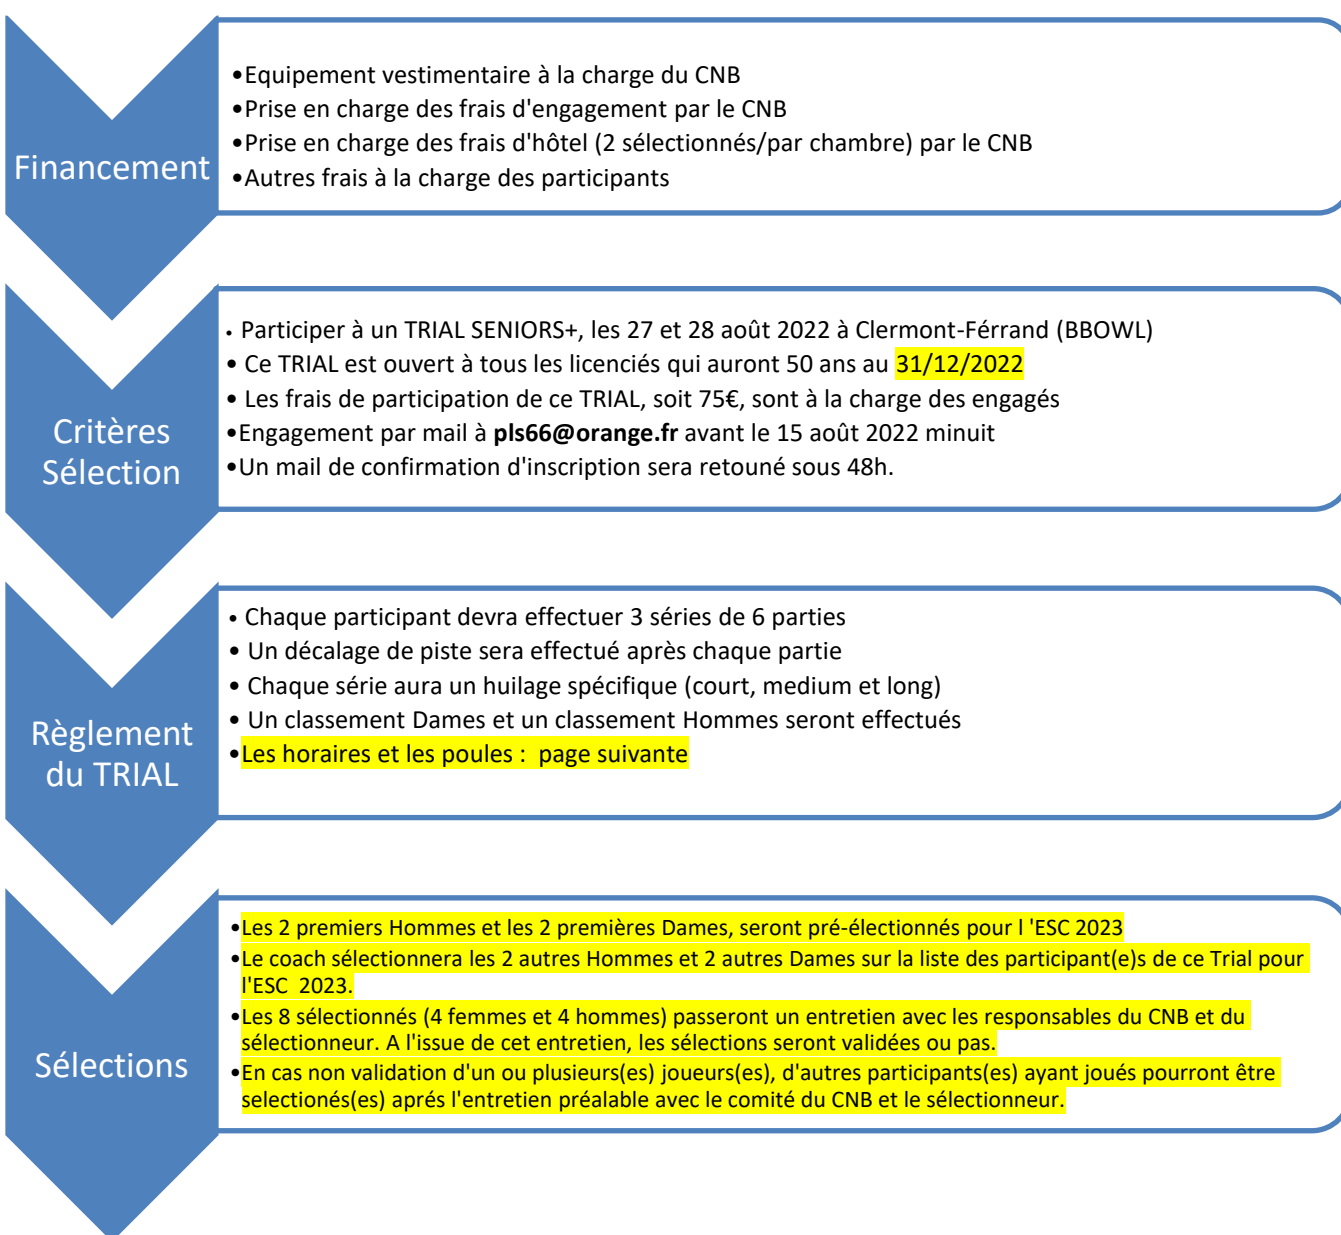 Financement
•Equipement vestimentaire à la charge du CNB
•Prise en charge des frais d'engagement par le CNB
•Prise en charge des frais d'hôtel (2 sélectionnés/par chambre) par le CNB
•Autres frais à la charge des participants
Critères
Sélection
• Participer à un TRIAL SENIORS+, les 27 et 28 août 2022 à Clermont-Férrand (BBOWL)
• Ce TRIAL est ouvert à tous les licenciés qui auront 50 ans au 31/12/2022
• Les frais de participation de ce TRIAL, soit 75€, sont à la charge des engagés
•Engagement par mail à pls66@orange.fr avant le 15 août 2022 minuit
•Un mail de confirmation d'inscription sera retouné sous 48h.
Règlement
du TRIAL
• Chaque participant devra effectuer 3 séries de 6 parties
• Un décalage de piste sera effectué après chaque partie
• Chaque série aura un huilage spécifique (court, medium et long)
• Un classement Dames et un classement Hommes seront effectués
•Les horaires et les poules :  page suivante
Sélections
•Les 2 premiers Hommes et les 2 premières Dames, seront pré-électionnés pour l 'ESC 2023
•Le coach sélectionnera les 2 autres Hommes et 2 autres Dames sur la liste des participant(e)s de ce Trial pour
l'ESC  2023.
•Les 8 sélectionnés (4 femmes et 4 hommes) passeront un entretien avec les responsables du CNB et du
sélectionneur. A l'issue de cet entretien, les sélections seront validées ou pas.
•En cas non validation d'un ou plusieurs(es) joueurs(es), d'autres participants(es) ayant joués pourront être
selectionés(es) aprés l'entretien préalable avec le comité du CNB et le sélectionneur.